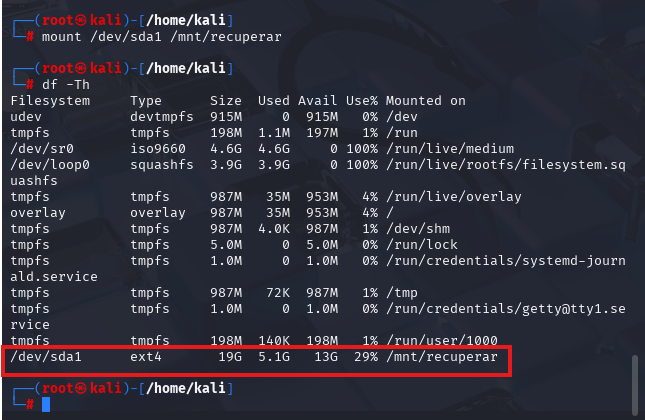 ┌──(root㉿kali)-[/home/kali]
└─# mount /dev/sda1 /mnt/recuperar
┌──(root㉿kali)-[/home/kali]
└─# df -Th
Filesystem     Type      Size  Used Avail Use% Mounted on
udev           devtmpfs  915M     0  915M   0% /dev
tmpfs          tmpfs     198M  1.1M  197M   1% /run
/dev/sr0       iso9660   4.6G  4.6G     0 100% /run/live/medium
/dev/loop0     squashfs  3.9G  3.9G     0 100% /run/live/rootfs/filesystem.sq
uashfs
tmpfs          tmpfs     987M   35M  953M   4% /run/live/overlay
overlay        overlay   987M   35M  953M   4% /
tmpfs          tmpfs     987M  4.0K  987M   1% /dev/shm
tmpfs          tmpfs     5.0M     0  5.0M   0% /run/lock
tmpfs          tmpfs     1.0M     0  1.0M   0% /run/credentials/systemd-journ
ald.service
tmpfs          tmpfs     987M   72K  987M   1% /tmp
tmpfs          tmpfs     1.0M     0  1.0M   0% /run/credentials/getty@tty1.se
rvice
tmpfs          tmpfs     198M  140K  198M   1% /run/user/1000
/dev/sda1      ext4       19G  5.1G   13G  29% /mnt/recuperar
┌──(root㉿kali)-[/home/kali]
└─#